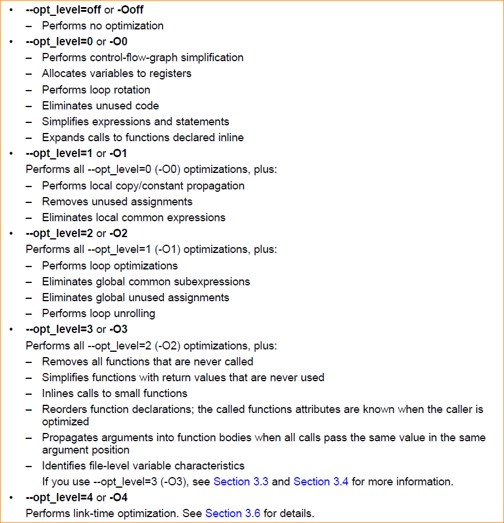 • --opt_level=off or -Ooff
– Performs no optimization
• --opt_level=0 or -O0
– Performs control-flow-graph simplification
– Allocates variables to registers
– Performs loop rotation
– Eliminates unused code
– Simplifies expressions and statements
– Expands calls to functions declared inline
• --opt_level=1 or -O1
Performs all --opt_level=0 (-O0) optimizations, plus:
– Performs local copy/constant propagation
– Removes unused assignments
– Eliminates local common expressions
• --opt_level=2 or -O2
Performs all --opt_level=1 (-O1) optimizations, plus:
– Performs loop optimizations
– Eliminates global common subexpressions
– Eliminates global unused assignments
– Performs loop unrolling
• --opt_level=3 or -O3
Performs all --opt_level=2 (-O2) optimizations, plus:
– Removes all functions that are never called
– Simplifies functions with return values that are never used
– Inlines calls to small functions
– Reorders function declarations; the called functions attributes are known when the caller is
optimized
– Propagates arguments into function bodies when all calls pass the same value in the same
argument position
– Identifies file-level variable characteristics
If you use --opt_level=3 (-O3), see Section 3.3 and Section 3.4 for more information.
• --opt_level=4 or -O4
Performs link-time optimization. See Section 3.6 for details.